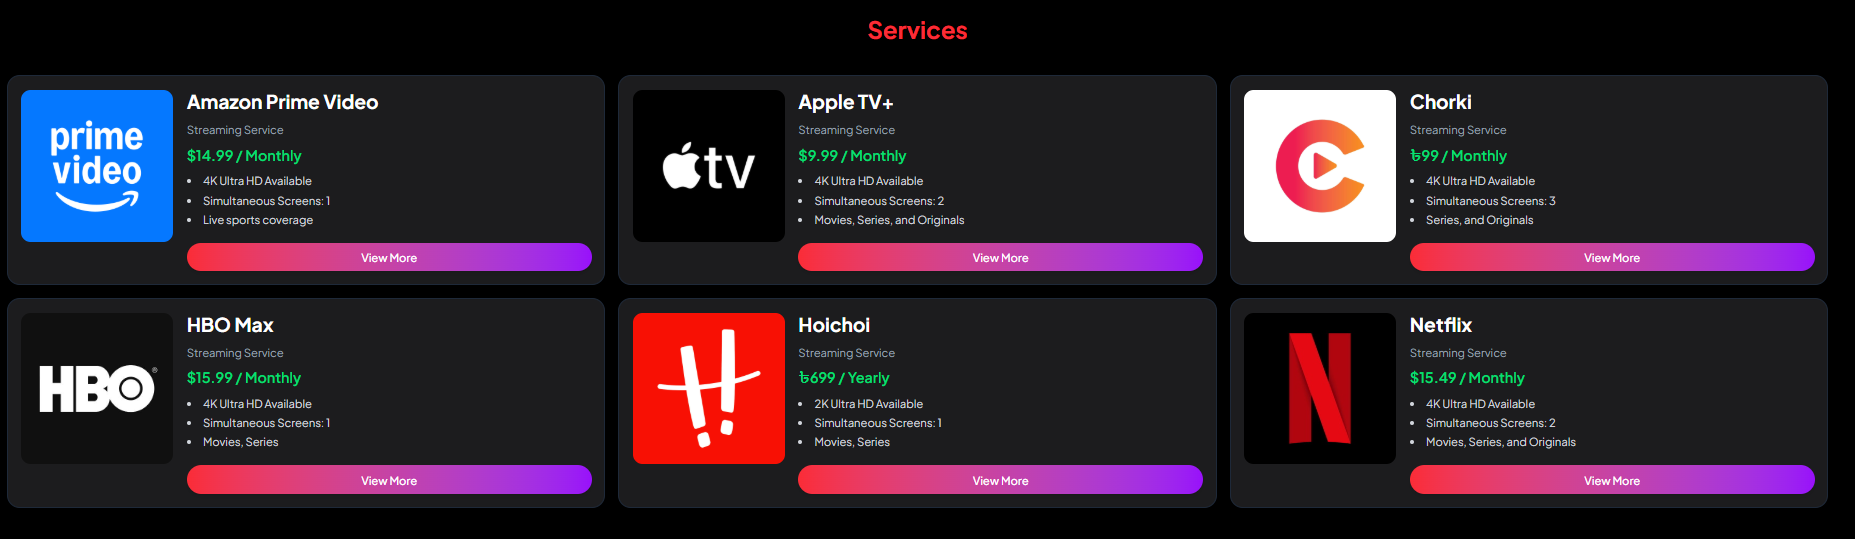 Services
prime
video
Amazon Prime Video
Streaming Service
$14.99 / Monthly
4K Ultra HD Available
Simultaneous Screens: 1
Live sports coverage
View More
tv
Apple TV+
Streaming Service
$9.99 / Monthly
4K Ultra HD Available
Simultaneous Screens: 2
Movies, Series, and Originals
View More
Chorki
Streaming Service
৳99 / Monthly
4K Ultra HD Available
Simultaneous Screens: 3
Series, and Originals
View More
HBO®
HBO Max
Streaming Service
$15.99 / Monthly
4K Ultra HD Available
Simultaneous Screens: 1
Movies, Series
View More
Hoichoi
Streaming Service
৳699 / Yearly
2K Ultra HD Available
Simultaneous Screens: 1
Movies, Series
View More
N
Netflix
Streaming Service
$15.49 / Monthly
4K Ultra HD Available
Simultaneous Screens: 2
Movies, Series, and Originals
View More